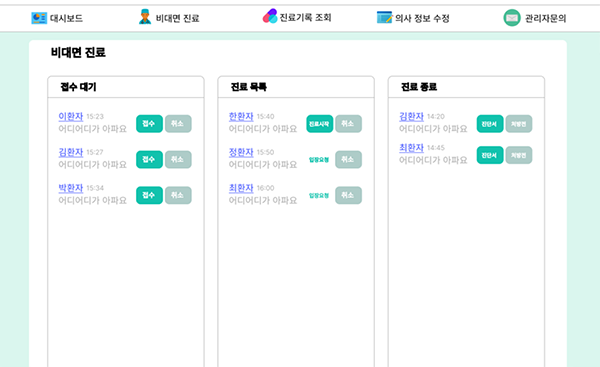 대시보드 비대면 진료 진료기록 조회 의사 정보 수정 관리자문의
비대면 진료
접수 대기
이환자 15:23
어디어디가 아파요
접수 취소
김환자 15:27
어디어디가 아파요
접수 취소
박환자 15:34
어디어디가 아파요
접수 취소
진료 목록
한환자 15:40
어디어디가 아파요
진료시작 취소
정환자 15:50
어디어디가 아파요
입장요청 취소
최환자 16:00
어디어디가 아파요
입장요청 취소
진료 종료
김환자 14:20
어디어디가 아파요
진단서 처방전
최환자 14:45
어디어디가 아파요
진단서 처방전